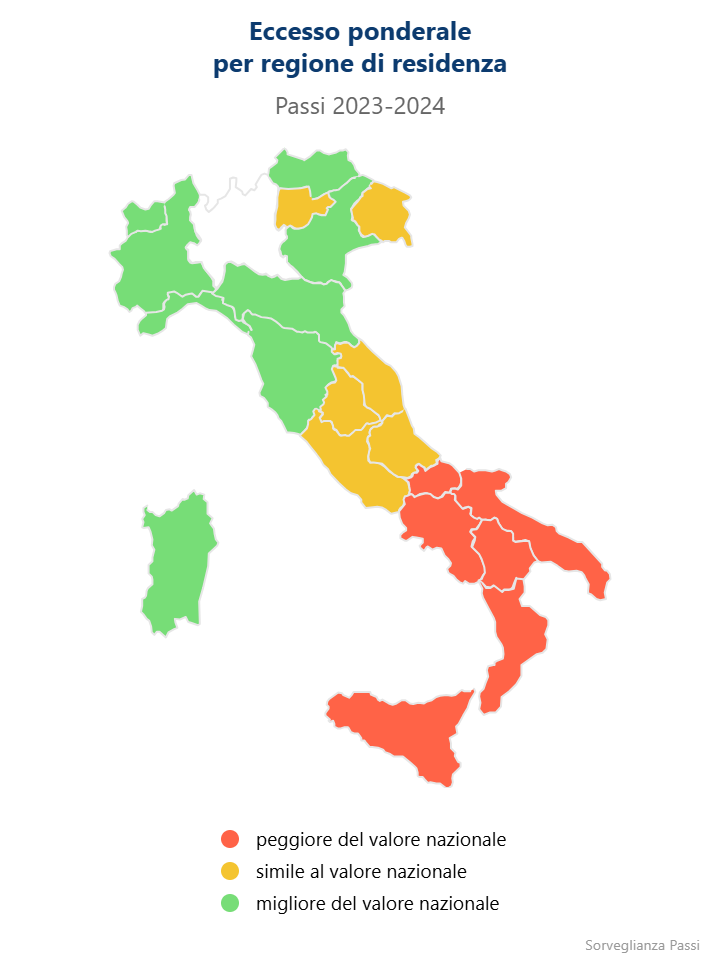 Eccesso ponderale
per regione di residenza
Passi 2023-2024
peggiore del valore nazionale
simile al valore nazionale
migliore del valore nazionale
Sorveglianza Passi